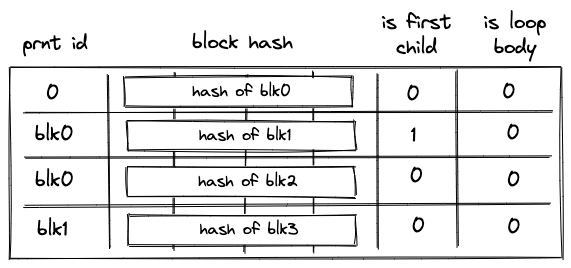 prnt id block hash is first child is loop body
0 hash of blk0 0 0
blk0 hash of blk1 1 0
blk0 hash of blk2 0 0
blk1 hash of blk3 0 0